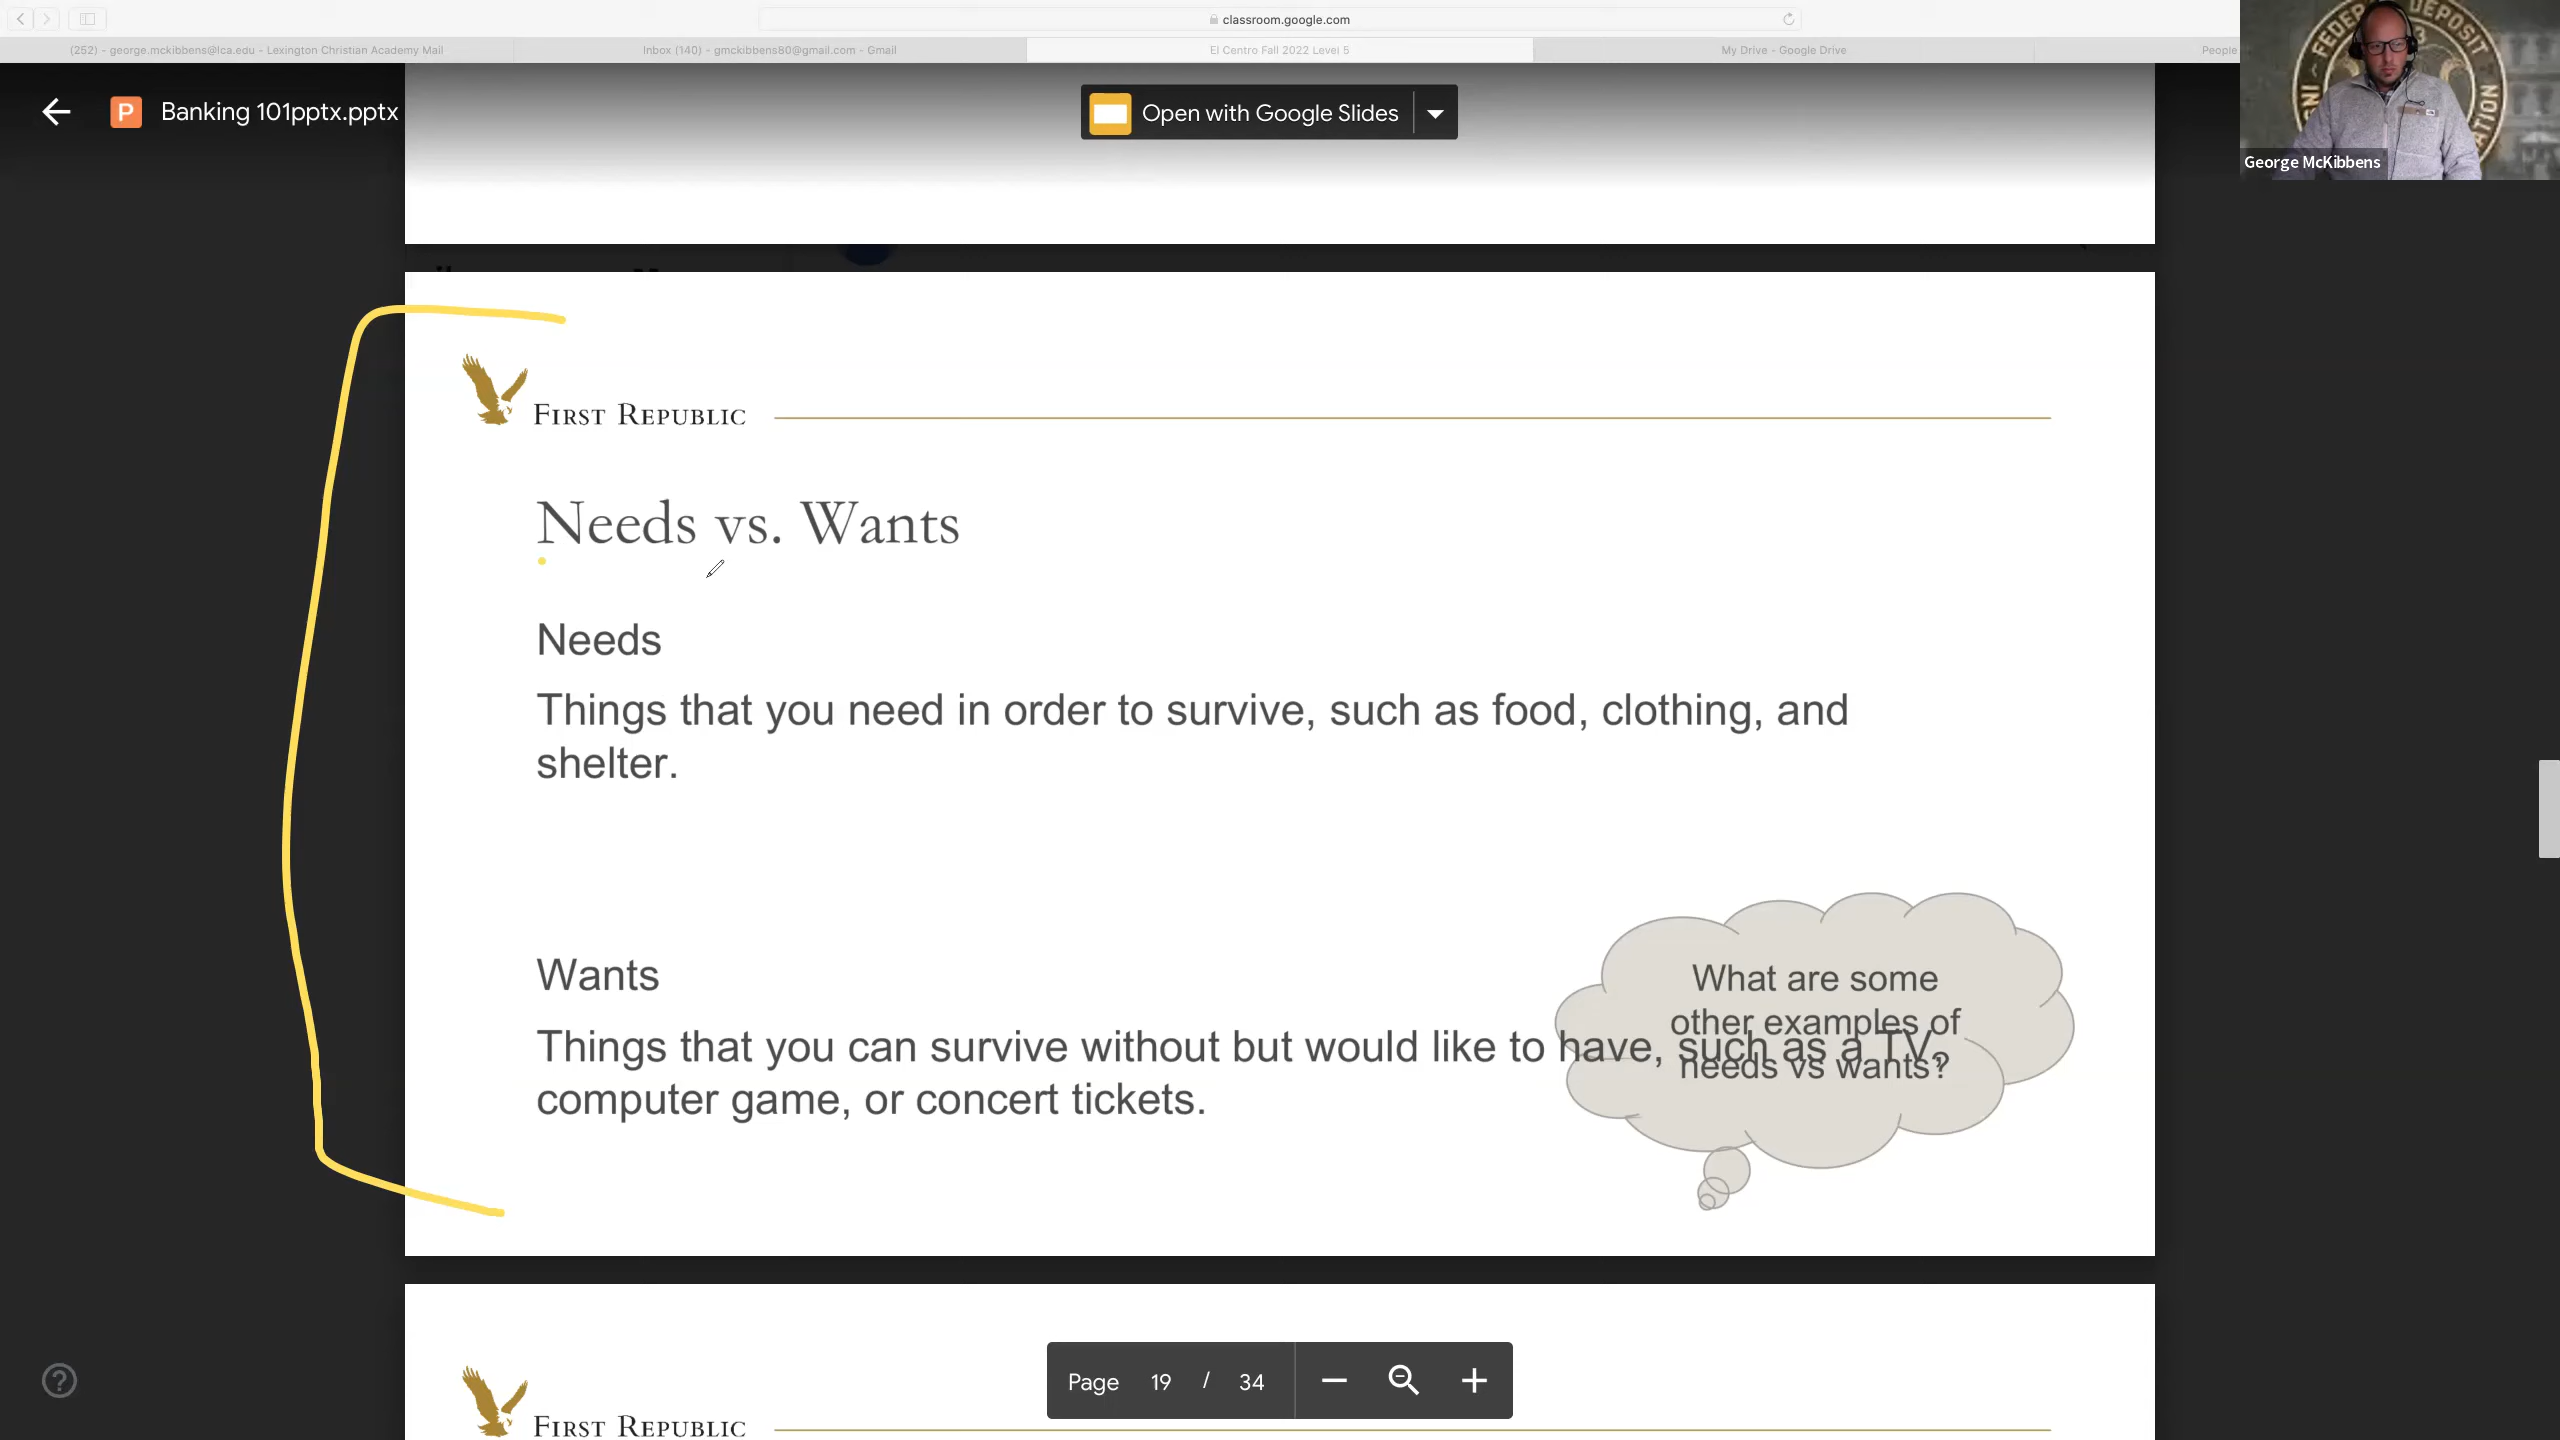 classroom.google.com
(252) - george.mckibbens@lca.edu - Lexington Christian Academy Mail
Inbox (140) - gmckibbens80@gmail.com - Gmail
El Centro Fall 2022 Level 5
My Drive - Google Drive
People
FEDERAL DEPOSIT
George McKibbens
P
Banking 101pptx.pptx
Open with Google Slides
FIRST REPUBLIC
Needs vs. Wants
Needs
Things that you need in order to survive, such as food, clothing, and
shelter.
Wants
Things that you can survive without but would like to have, such as a TV,
computer game, or concert tickets.
What are some
other examples of
needs vs wants?
Page 19 / 34
?
FIRST REPUBLIC